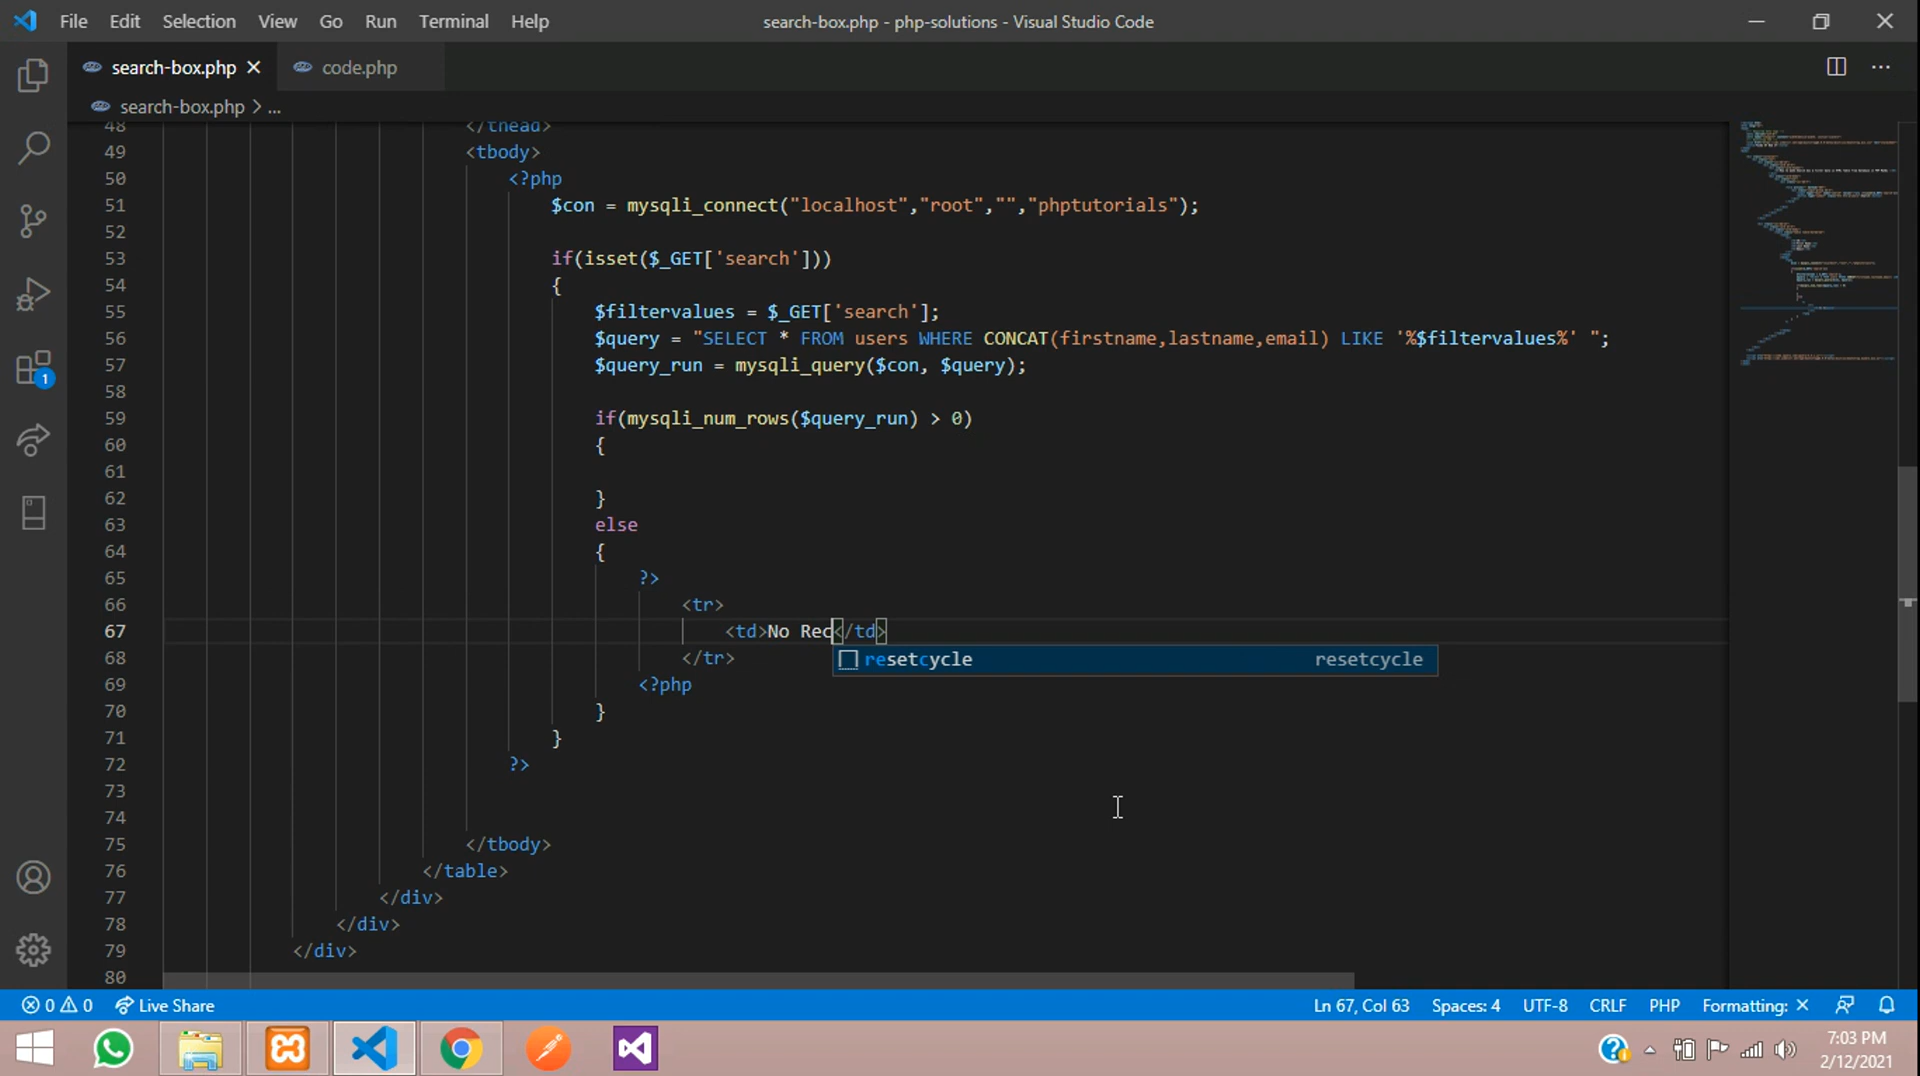 File Edit Selection View Go Run Terminal Help search-box.php - php-solutions - Visual Studio Code
search-box.php code.php
search-box.php > ...
48 </thead>
49 <tbody>
50 <?php
51 $con = mysqli_connect("localhost","root","","phptutorials");
52
53 if(isset($_GET['search']))
54 {
55 $filtervalues = $_GET['search'];
56 $query = "SELECT * FROM users WHERE CONCAT(firstname,lastname,email) LIKE '%$filtervalues%' ";
57 $query_run = mysqli_query($con, $query);
58
59 if(mysqli_num_rows($query_run) > 0)
60 {
61
62 }
63 else
64 {
65 ?>
66 <tr>
67 <td>No Rec</td>
resetcycle resetcycle
68 </tr>
69 <?php
70 }
71 }
72 ?>
73
74
75 </tbody>
76 </table>
77 </div>
78 </div>
79 </div>
80
1
0 0 Live Share Ln 67, Col 63 Spaces: 4 UTF-8 CRLF PHP Formatting: ×
7:03 PM
2/12/2021